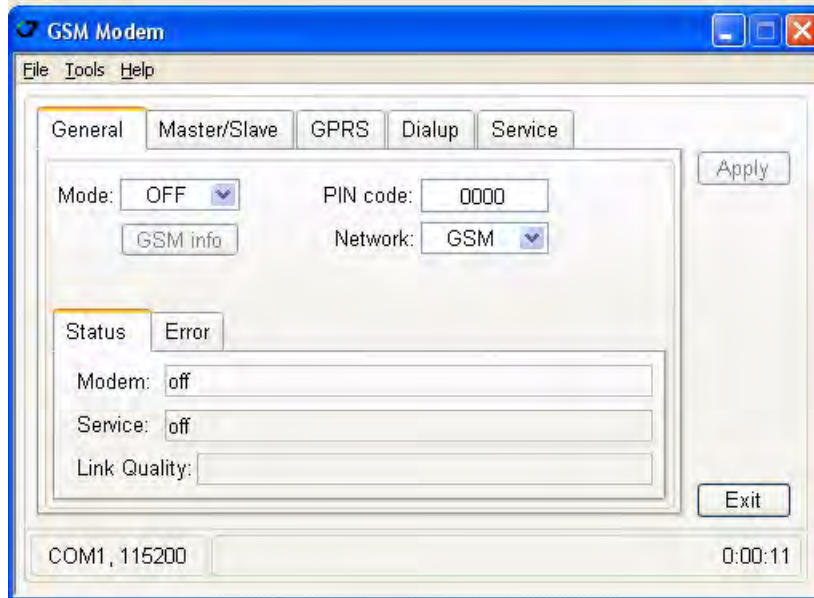 GSM Modem
File Tools Help
General Master/Slave GPRS Dialup Service
Apply
Mode: OFF PIN code: 0000
GSM info Network: GSM
Status Error
Modem: off
Service: off
Link Quality:
Exit
COM1, 115200 0:00:11